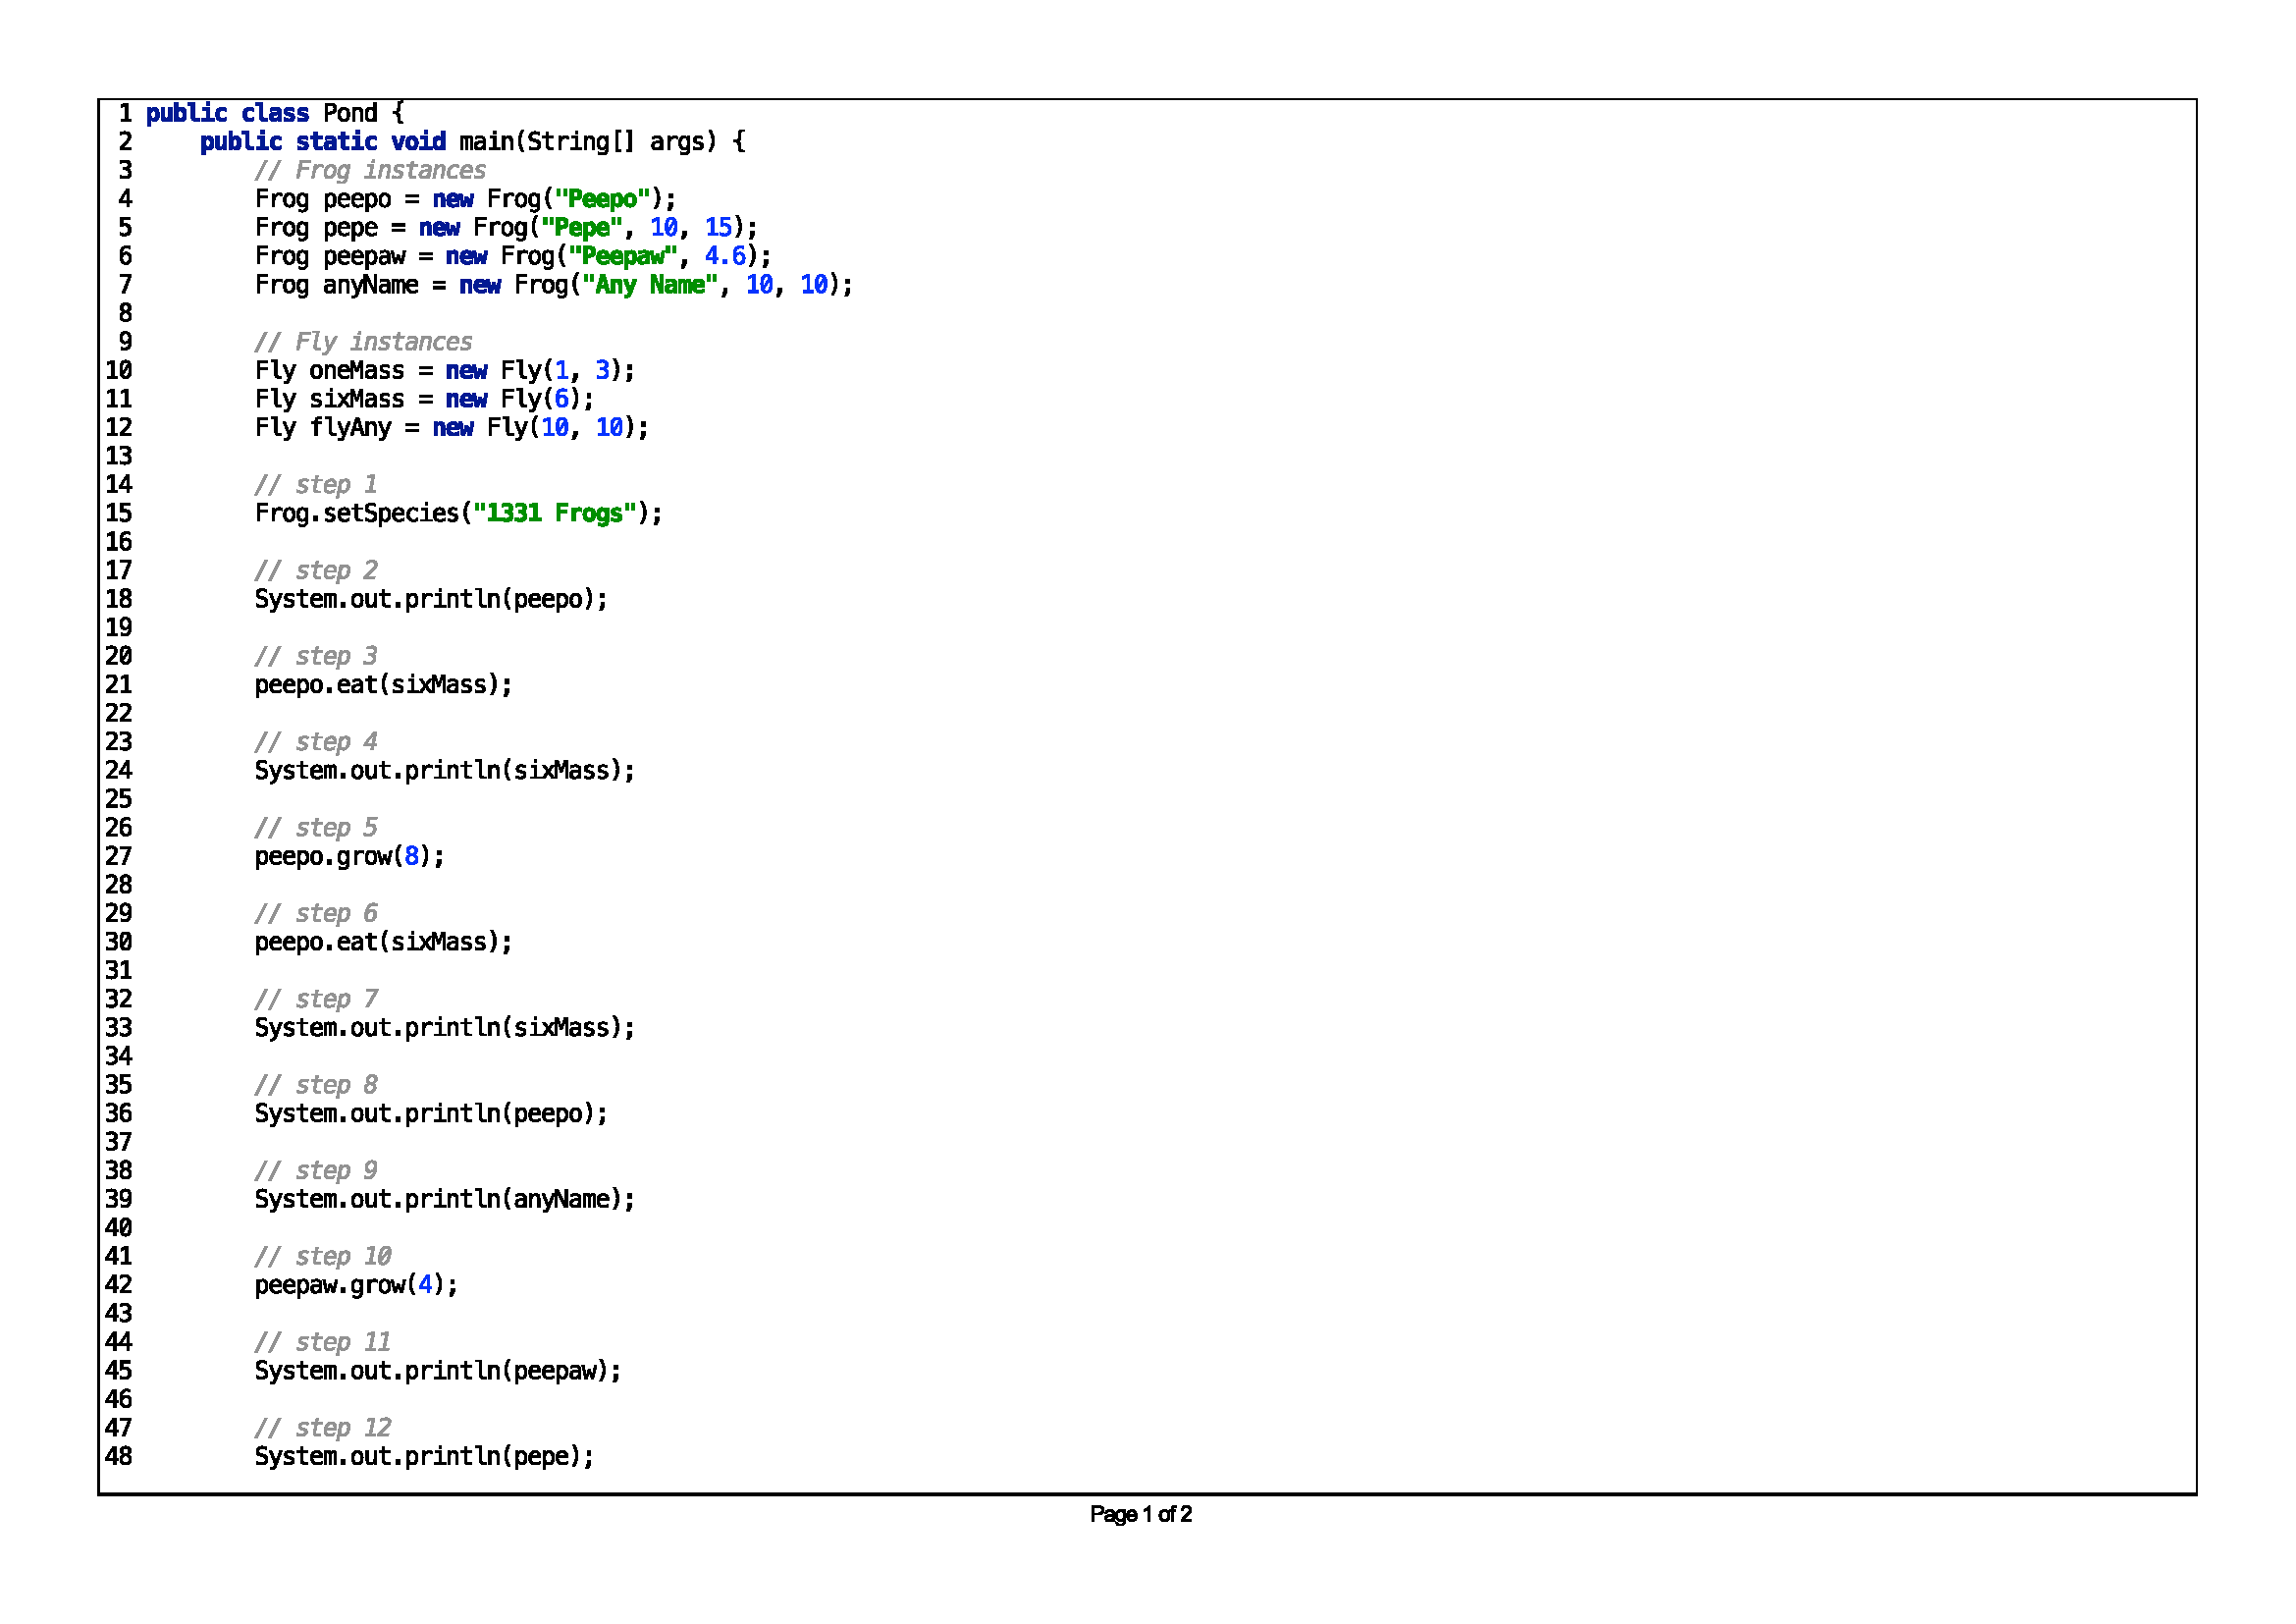 1 public class Pond {
2     public static void main(String[] args) {
3         // Frog instances
4         Frog peepo = new Frog("Peepo");
5         Frog pepe = new Frog("Pepe", 10, 15);
6         Frog peepaw = new Frog("Peepaw", 4.6);
7         Frog anyName = new Frog("Any Name", 10, 10);
8
9         // Fly instances
10         Fly oneMass = new Fly(1, 3);
11         Fly sixMass = new Fly(6);
12         Fly flyAny = new Fly(10, 10);
13
14         // step 1
15         Frog.setSpecies("1331 Frogs");
16
17         // step 2
18         System.out.println(peepo);
19
20         // step 3
21         peepo.eat(sixMass);
22
23         // step 4
24         System.out.println(sixMass);
25
26         // step 5
27         peepo.grow(8);
28
29         // step 6
30         peepo.eat(sixMass);
31
32         // step 7
33         System.out.println(sixMass);
34
35         // step 8
36         System.out.println(peepo);
37
38         // step 9
39         System.out.println(anyName);
40
41         // step 10
42         peepaw.grow(4);
43
44         // step 11
45         System.out.println(peepaw);
46
47         // step 12
48         System.out.println(pepe);
Page 1 of 2